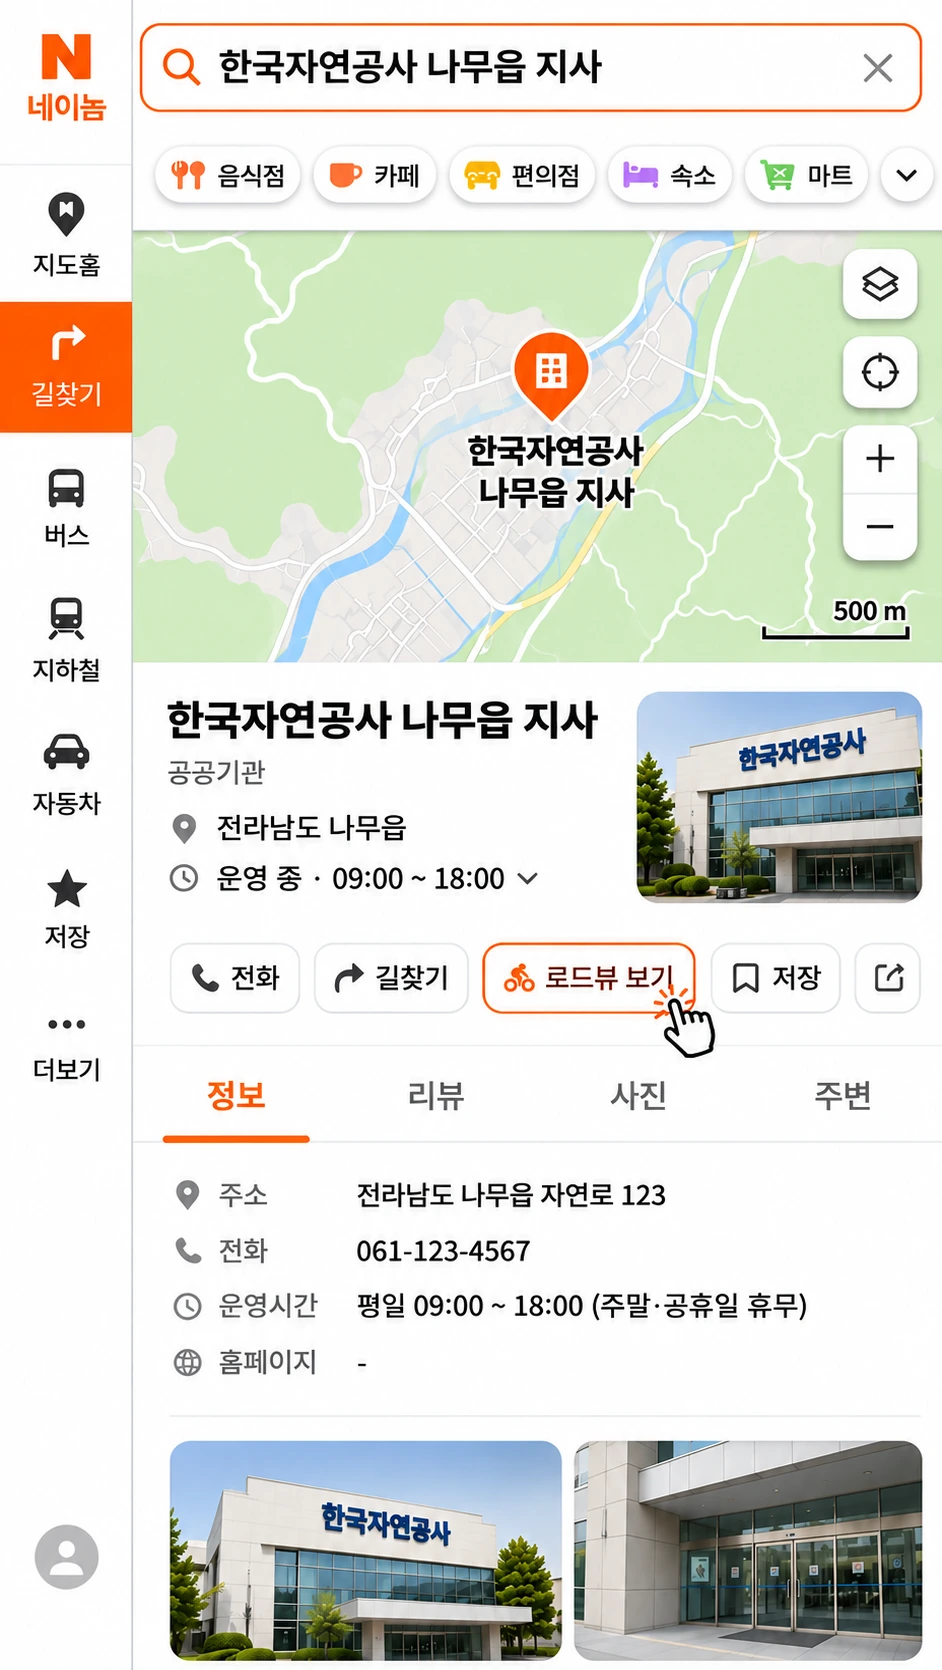 N
네이놈
지도홈
길찾기
버스
지하철
자동차
저장
더보기
한국자연공사 나무읍 지사
음식점
카페
편의점
속소
마트
한국자연공사
나무읍 지사
500 m
한국자연공사 나무읍 지사
공공기관
전라남도 나무읍
운영 중 · 09:00 ~ 18:00
한국자연공사
전화
길찾기
로드뷰 보기
저장
정보
리뷰
사진
주변
주소 전라남도 나무읍 자연로 123
전화 061-123-4567
운영시간 평일 09:00 ~ 18:00 (주말·공휴일 휴무)
홈페이지 -
한국자연공사